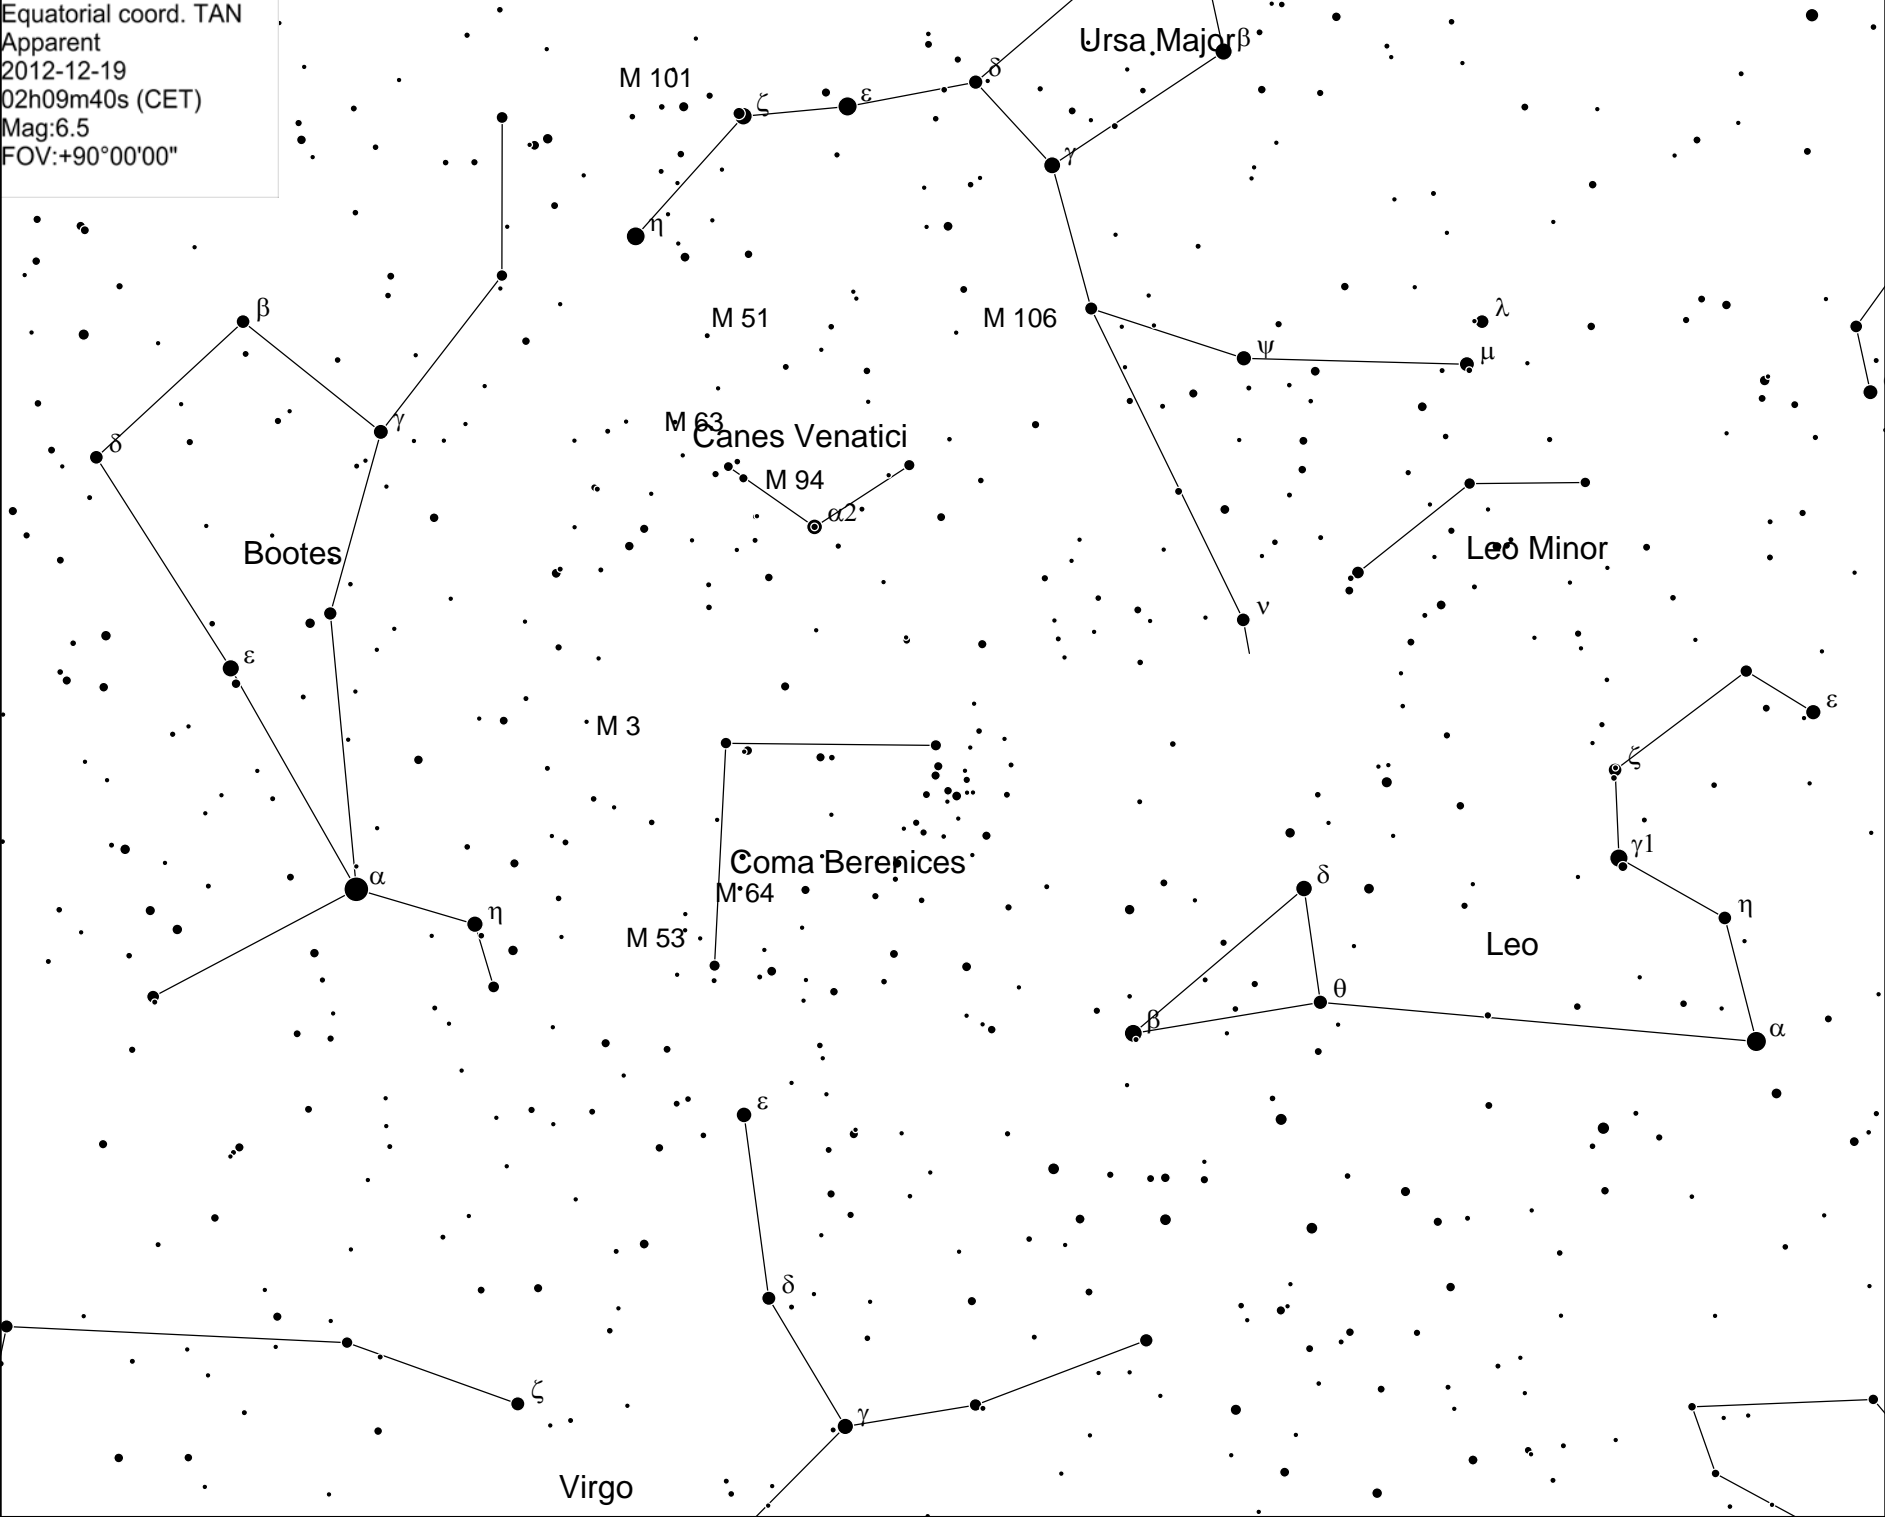 Equatorial coord. TAN
Apparent
2012-12-19
02h09m40s (CET)
Mag:6.5
FOV:+90°00'00"
Ursa Major
β
δ
M 101
ζ
ε
γ
η
β
M 51
M 106
λ
ψ
μ
γ
δ
M 63
Canes Venatici
M 94
α2
Bootes
Leo Minor
ν
ε
ε
M 3
ζ
γ1
Coma Berenices
α
M 64
δ
η
η
M 53
Leo
θ
β
α
ε
δ
ζ
γ
Virgo